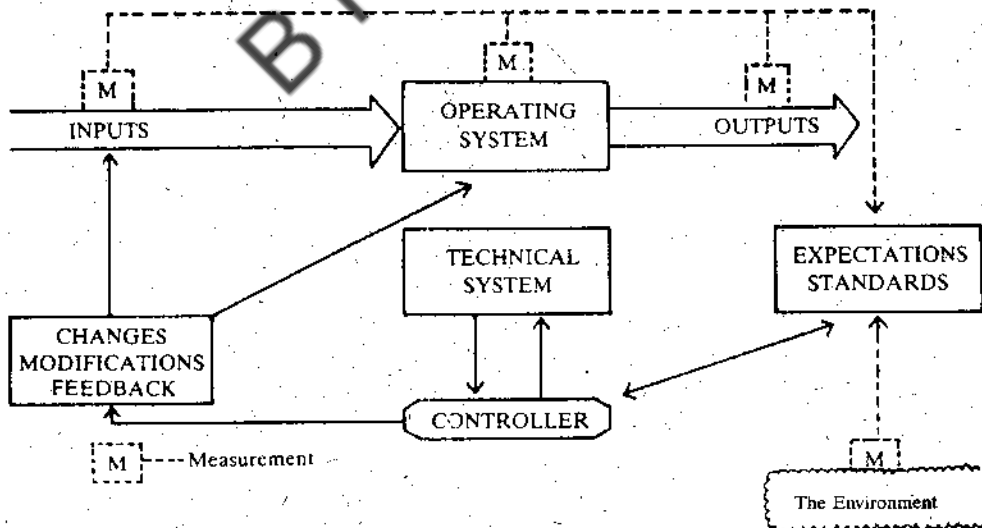 M
M
M
INPUTS
OPERATING
SYSTEM
OUTPUTS
TECHNICAL
SYSTEM
EXPECTATIONS
STANDARDS
CHANGES
MODIFICATIONS
FEEDBACK
CONTROLLER
M ---- Measurement
M
The Environment